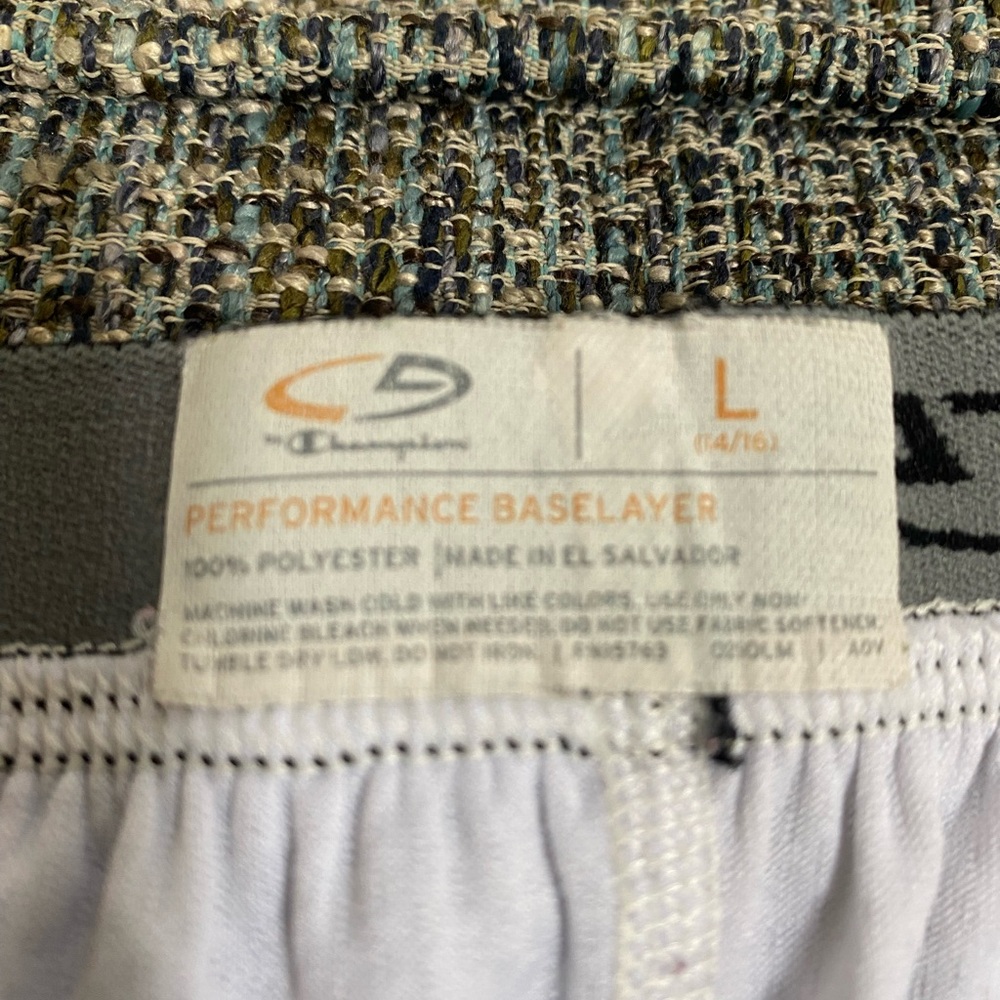 C9
by Champion
L
(14/16)
PERFORMANCE BASELAYER
100% POLYESTER | MADE IN EL SALVADOR
MACHINE WASH COLD WITH LIKE COLORS. USE ONLY NON-
CHLORINE BLEACH WHEN NEEDED. DO NOT USE FABRIC SOFTENER.
TUMBLE DRY LOW. DO NOT IRON. | | AOV